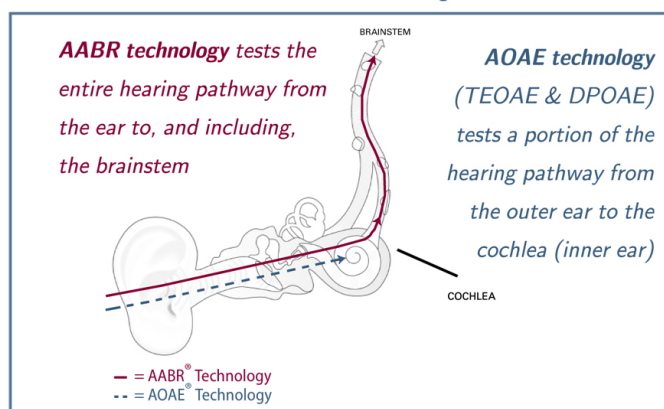 AABR technology tests the
entire hearing pathway from
the ear to, and including,
the brainstem
BRAINSTEM
AOAE technology
(TEOAE & DPOAE)
tests a portion of the
hearing pathway from
the outer ear to the
cochlea (inner ear)
COCHLEA
= AABR® Technology
= AOAE® Technology